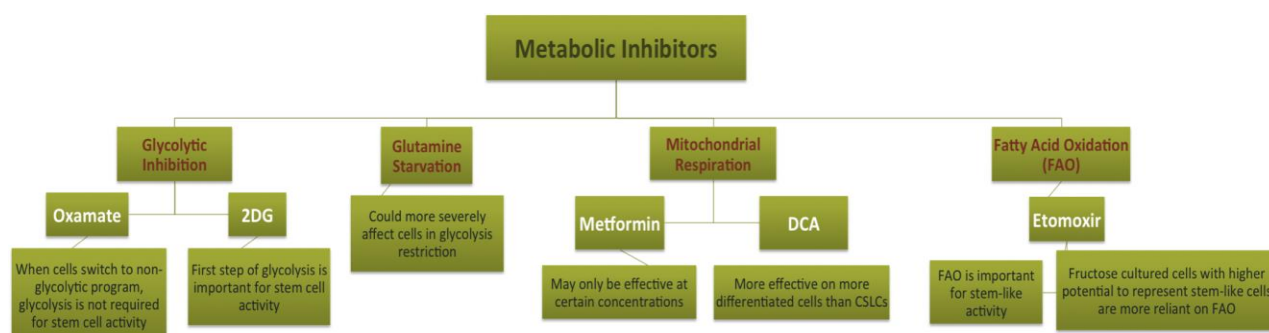 Metabolic Inhibitors
Glycolytic
Inhibition
Glutamine
Starvation
Mitochondrial
Respiration
Fatty Acid Oxidation
(FAO)
Oxamate
2DG
Could more severely
affect cells in glycolysis
restriction
Metformin
DCA
Etomoxir
When cells switch to non-
glycolytic program,
glycolysis is not required
for stem cell activity
First step of glycolysis is
important for stem cell
activity
May only be effective at
certain concentrations
More effective on more
differentiated cells than CSLCs
FAO is important
for stem-like
activity
Fructose cultured cells with higher
potential to represent stem-like cells
are more reliant on FAO